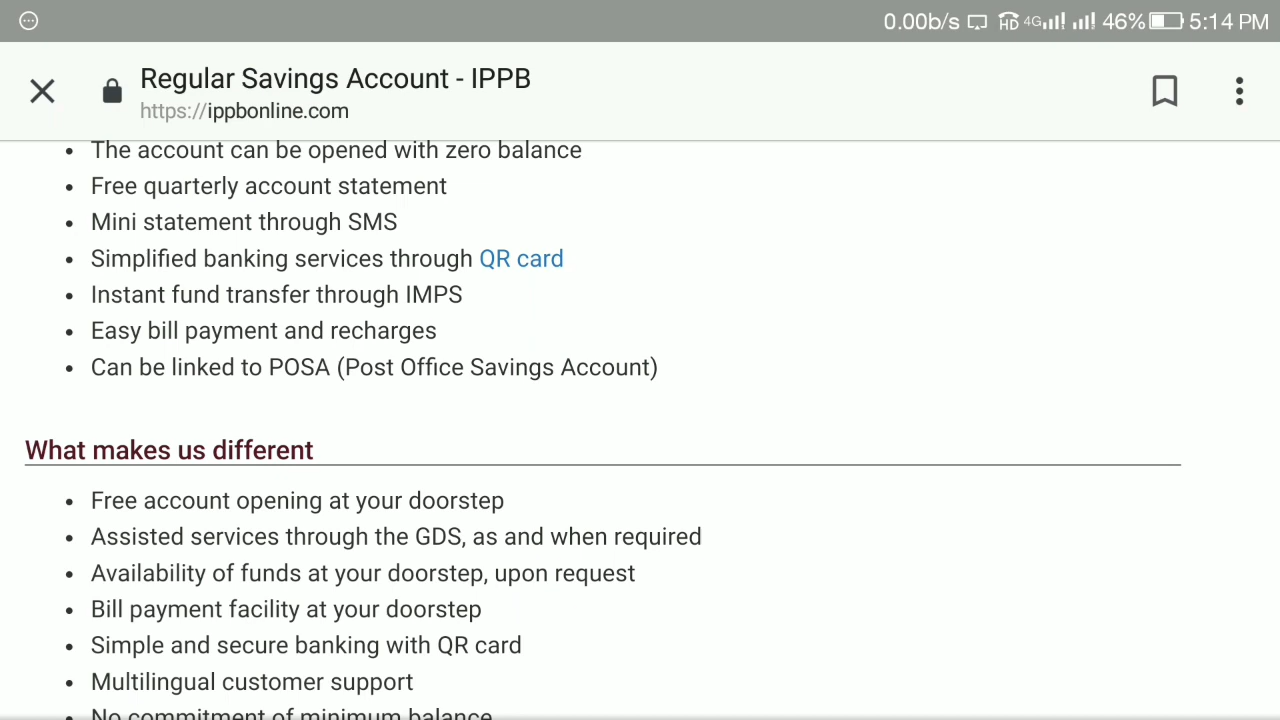 0.00b/s HD 4G 46% 5:14 PM
Regular Savings Account - IPPB
https://ippbonline.com
• The account can be opened with zero balance
• Free quarterly account statement
• Mini statement through SMS
• Simplified banking services through QR card
• Instant fund transfer through IMPS
• Easy bill payment and recharges
• Can be linked to POSA (Post Office Savings Account)
What makes us different
• Free account opening at your doorstep
• Assisted services through the GDS, as and when required
• Availability of funds at your doorstep, upon request
• Bill payment facility at your doorstep
• Simple and secure banking with QR card
• Multilingual customer support
• No commitment of minimum balance